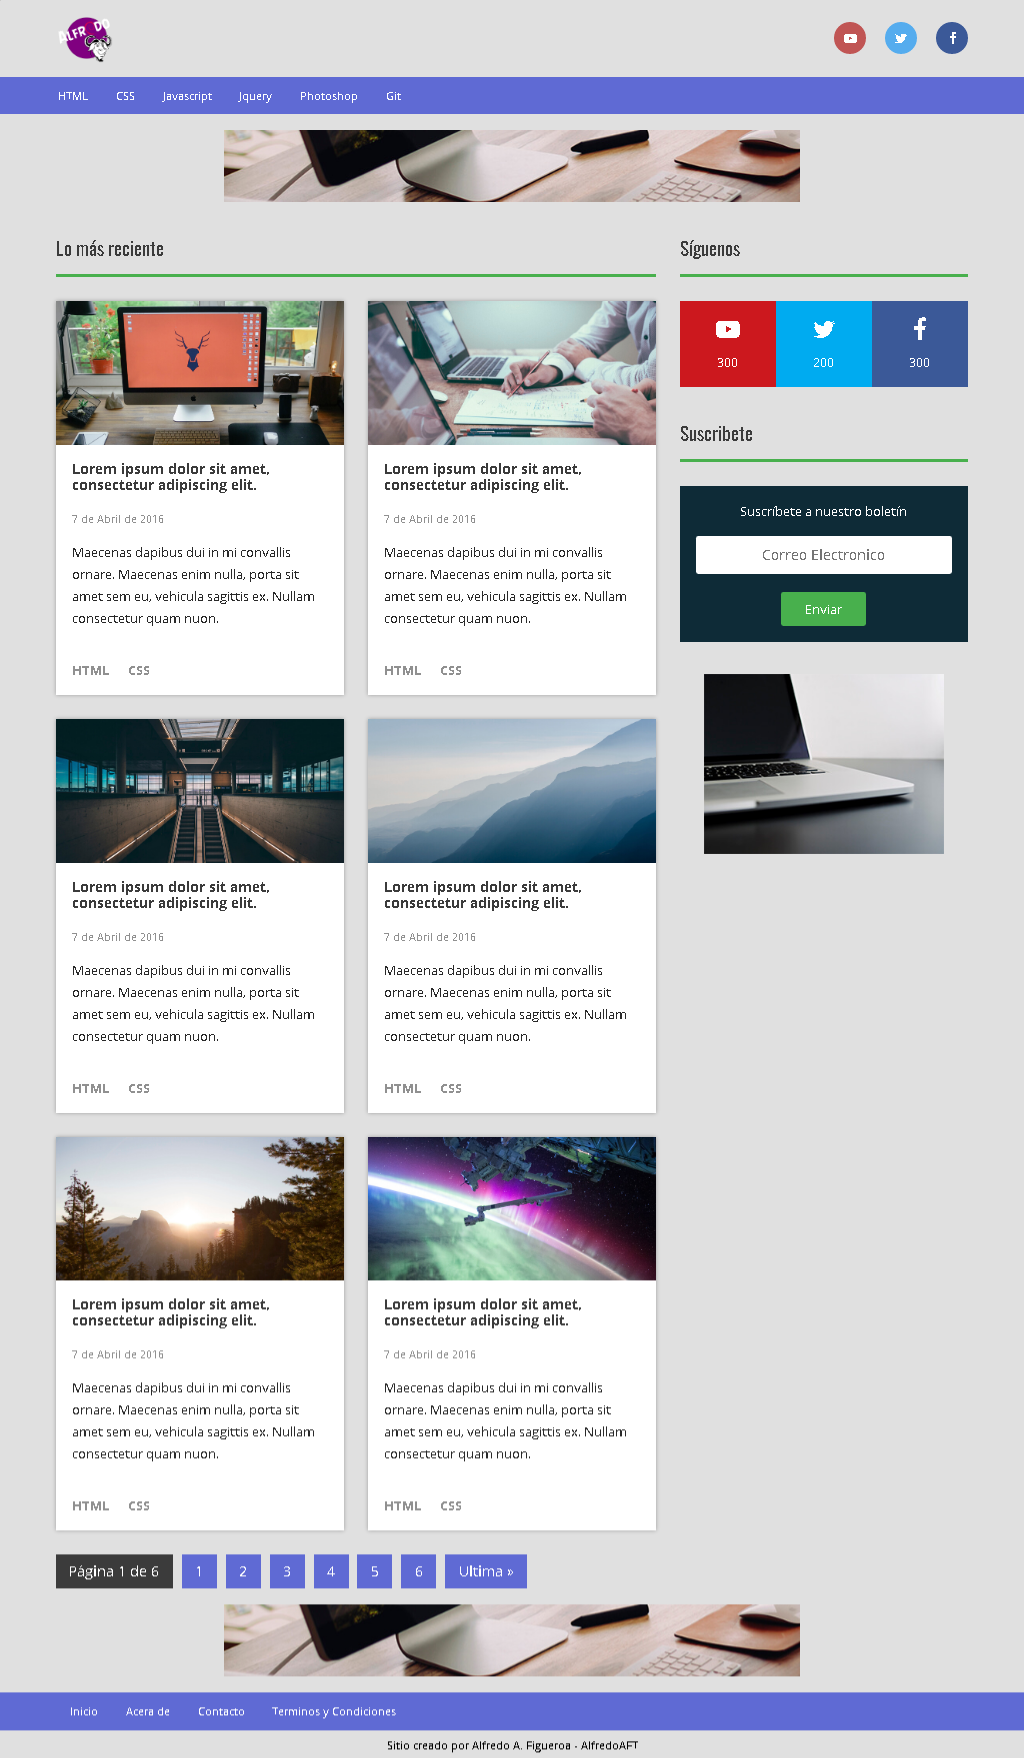 ALFR DO
HTML CSS Javascript Jquery Photoshop Git
Lo más reciente
Síguenos
300 200 300
Suscribete
Suscríbete a nuestro boletín
Correo Electronico
Enviar
Lorem ipsum dolor sit amet,
consectetur adipiscing elit.
7 de Abril de 2016
Maecenas dapibus dui in mi convallis
ornare. Maecenas enim nulla, porta sit
amet sem eu, vehicula sagittis ex. Nullam
consectetur quam nuon.
HTML CSS
Lorem ipsum dolor sit amet,
consectetur adipiscing elit.
7 de Abril de 2016
Maecenas dapibus dui in mi convallis
ornare. Maecenas enim nulla, porta sit
amet sem eu, vehicula sagittis ex. Nullam
consectetur quam nuon.
HTML CSS
Lorem ipsum dolor sit amet,
consectetur adipiscing elit.
7 de Abril de 2016
Maecenas dapibus dui in mi convallis
ornare. Maecenas enim nulla, porta sit
amet sem eu, vehicula sagittis ex. Nullam
consectetur quam nuon.
HTML CSS
Lorem ipsum dolor sit amet,
consectetur adipiscing elit.
7 de Abril de 2016
Maecenas dapibus dui in mi convallis
ornare. Maecenas enim nulla, porta sit
amet sem eu, vehicula sagittis ex. Nullam
consectetur quam nuon.
HTML CSS
Lorem ipsum dolor sit amet,
consectetur adipiscing elit.
7 de Abril de 2016
Maecenas dapibus dui in mi convallis
ornare. Maecenas enim nulla, porta sit
amet sem eu, vehicula sagittis ex. Nullam
consectetur quam nuon.
HTML CSS
Lorem ipsum dolor sit amet,
consectetur adipiscing elit.
7 de Abril de 2016
Maecenas dapibus dui in mi convallis
ornare. Maecenas enim nulla, porta sit
amet sem eu, vehicula sagittis ex. Nullam
consectetur quam nuon.
HTML CSS
Página 1 de 6 1 2 3 4 5 6 Ultima »
Inicio Acera de Contacto Terminos y Condiciones
Sitio creado por Alfredo A. Figueroa - AlfredoAFT